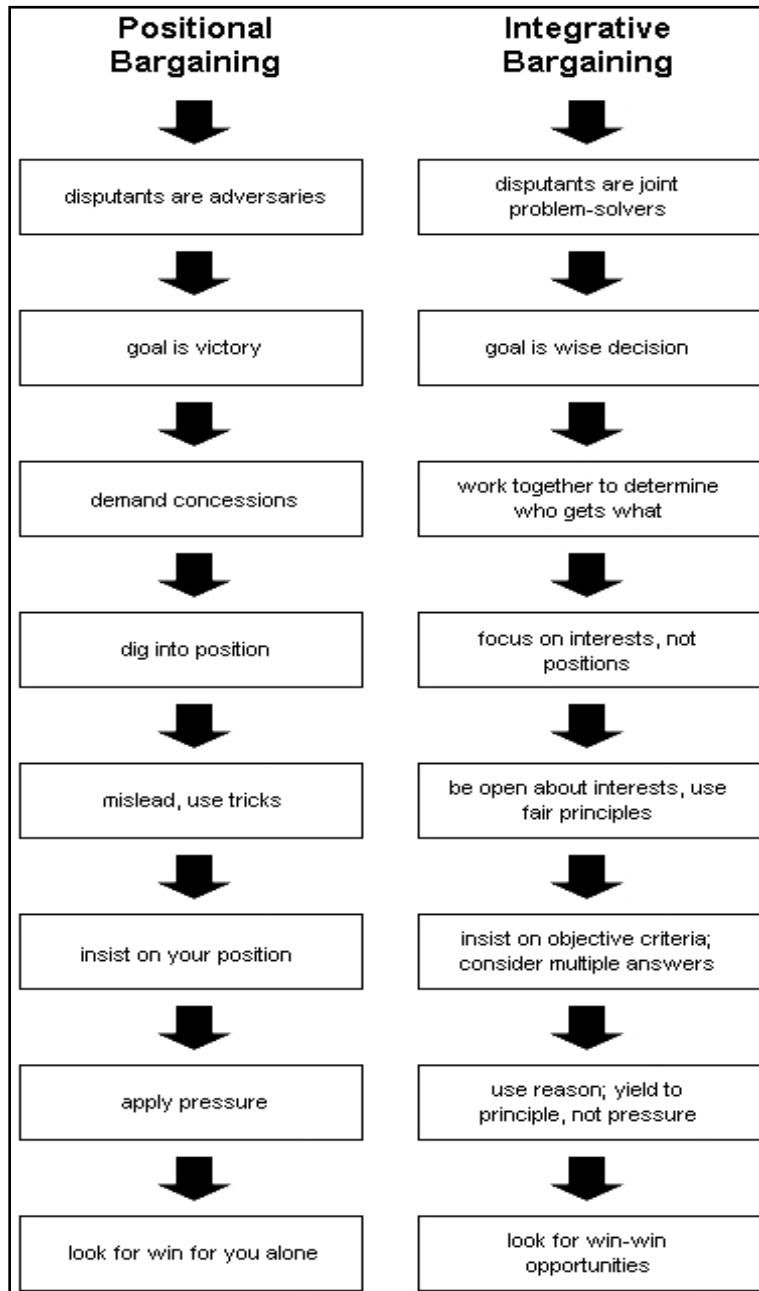 Positional
Bargaining
disputants are adversaries
goal is victory
demand concessions
dig into position
mislead, use tricks
insist on your position
apply pressure
look for win for you alone
Integrative
Bargaining
disputants are joint
problem-solvers
goal is wise decision
work together to determine
who gets what
focus on interests, not
positions
be open about interests, use
fair principles
insist on objective criteria;
consider multiple answers
use reason; yield to
principle, not pressure
look for win-win
opportunities